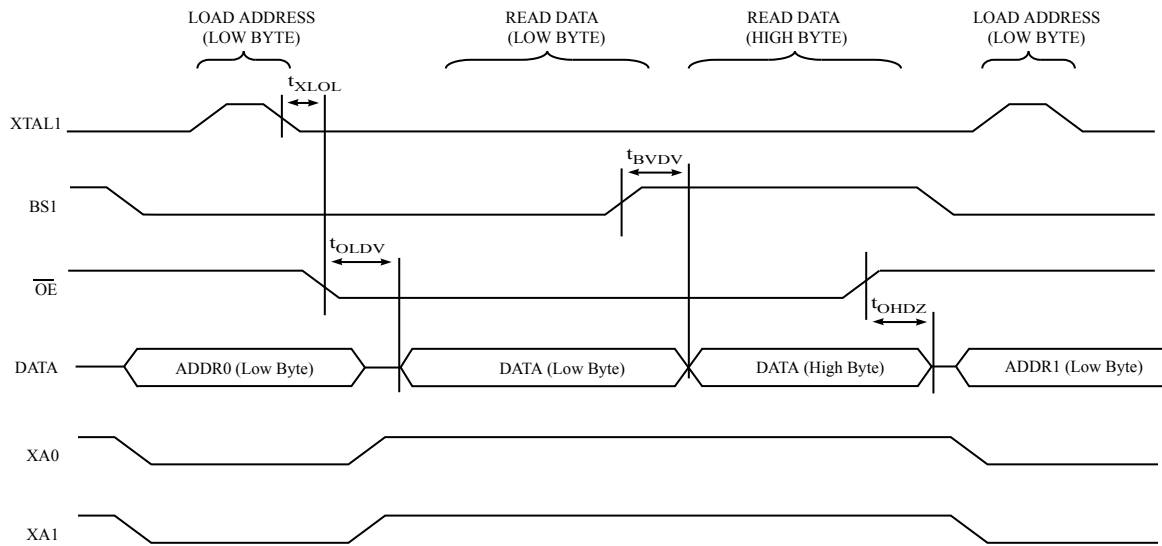 LOAD ADDRESS
(LOW BYTE)
READ DATA
(LOW BYTE)
READ DATA
(HIGH BYTE)
LOAD ADDRESS
(LOW BYTE)
tXLOL
XTAL1
tBVDV
BS1
tOLDV
OE
tOHDZ
DATA
ADDR0 (Low Byte)
DATA (Low Byte)
DATA (High Byte)
ADDR1 (Low Byte)
XA0
XA1